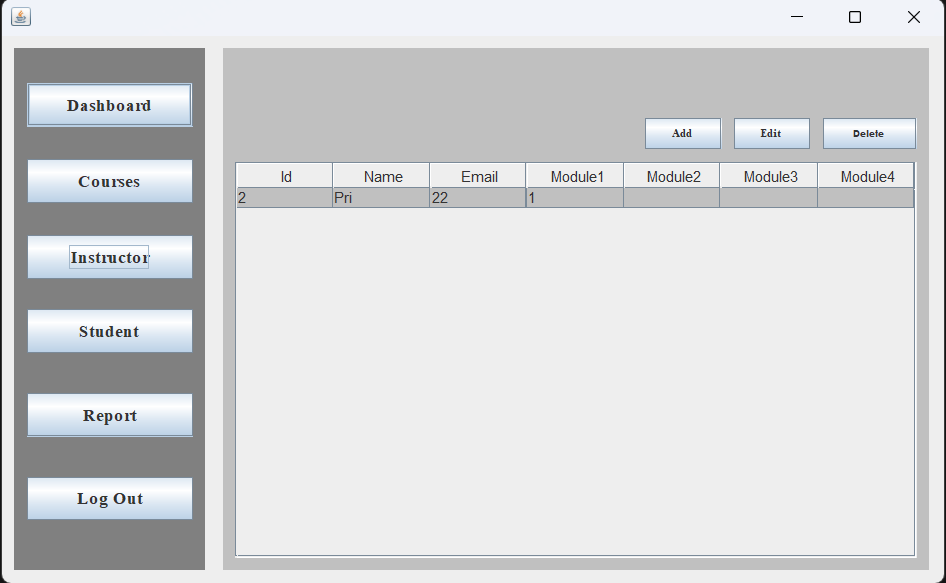 Dashboard
Courses
Instructor
Student
Report
Log Out
Add Edit Delete
Id Name Email Module1 Module2 Module3 Module4
2 Pri 22 1